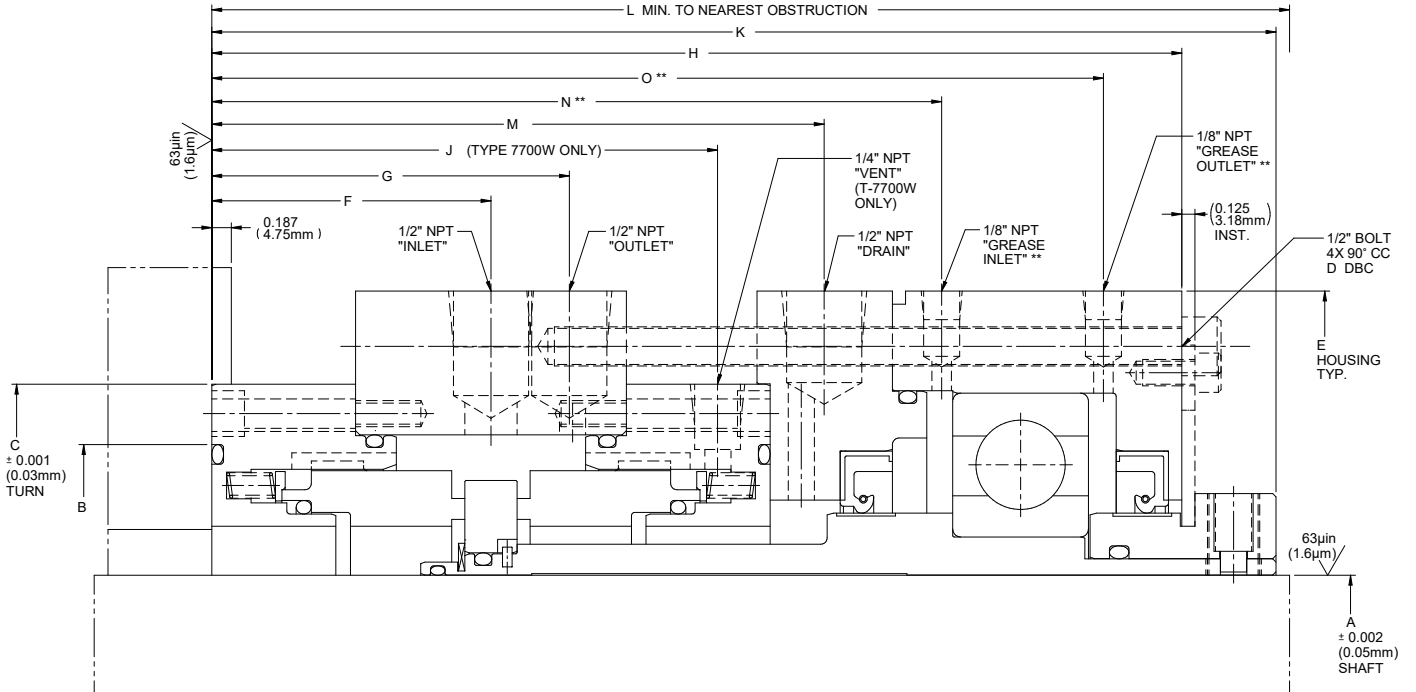 L MIN. TO NEAREST OBSTRUCTION
K
H
O **
N **
M
J (TYPE 7700W ONLY)
G
F
63µin
(1.6µm)
0.187
( 4.75mm )
1/2" NPT
"INLET"
1/2" NPT
"OUTLET"
1/4" NPT
"VENT"
(T-7700W
ONLY)
1/2" NPT
"DRAIN"
1/8" NPT
"GREASE
INLET" **
1/8" NPT
"GREASE
OUTLET" **
(0.125
3.18mm)
INST.
1/2" BOLT
4X 90° CC
D DBC
E
HOUSING
TYP.
C
± 0.001
(0.03mm)
TURN
B
63µin
(1.6µm)
A
± 0.002
(0.05mm)
SHAFT